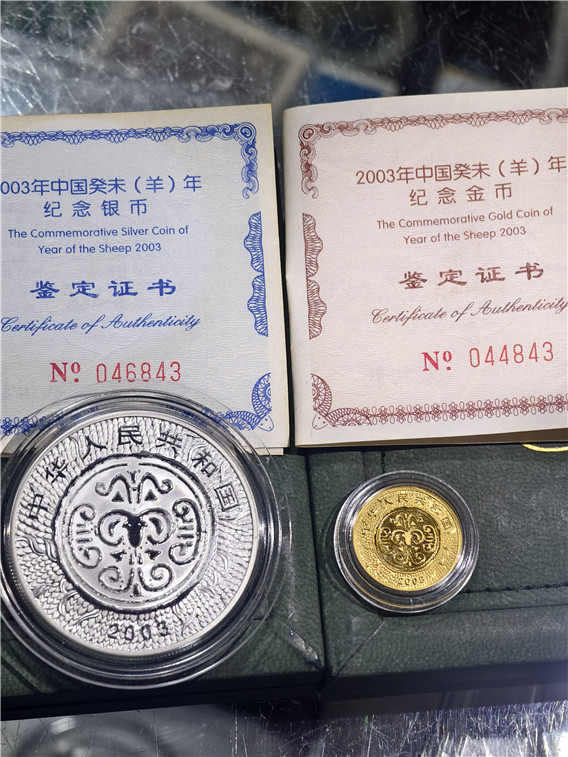 2003年中国癸未（羊）年
纪念银币
The Commemorative Silver Coin of
Year of the Sheep 2003
鉴定证书
Certificate of Authenticity
Nº 046843
2003年中国癸未（羊）年
纪念金币
The Commemorative Gold Coin of
Year of the Sheep 2003
鉴定证书
Certificate of Authenticity
Nº 044843
中华人民共和国
2003
中华人民共和国
2003